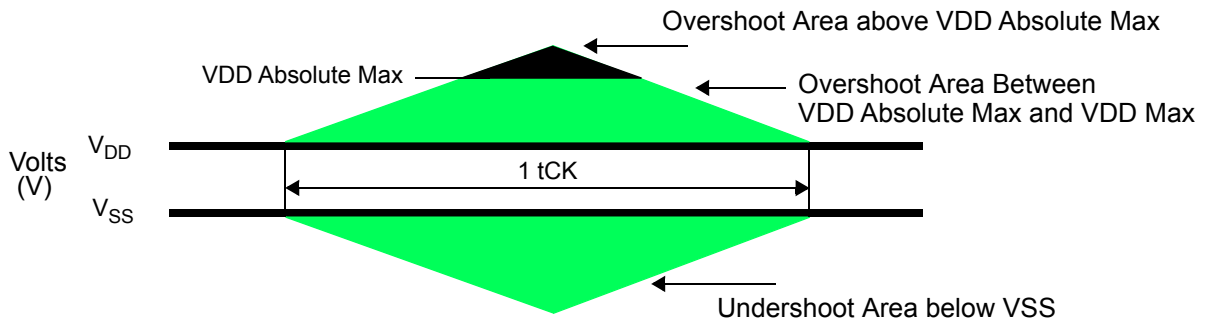 Overshoot Area above VDD Absolute Max
VDD Absolute Max
Overshoot Area Between
VDD Absolute Max and VDD Max
Volts
(V)
VDD
1 tCK
VSS
Undershoot Area below VSS